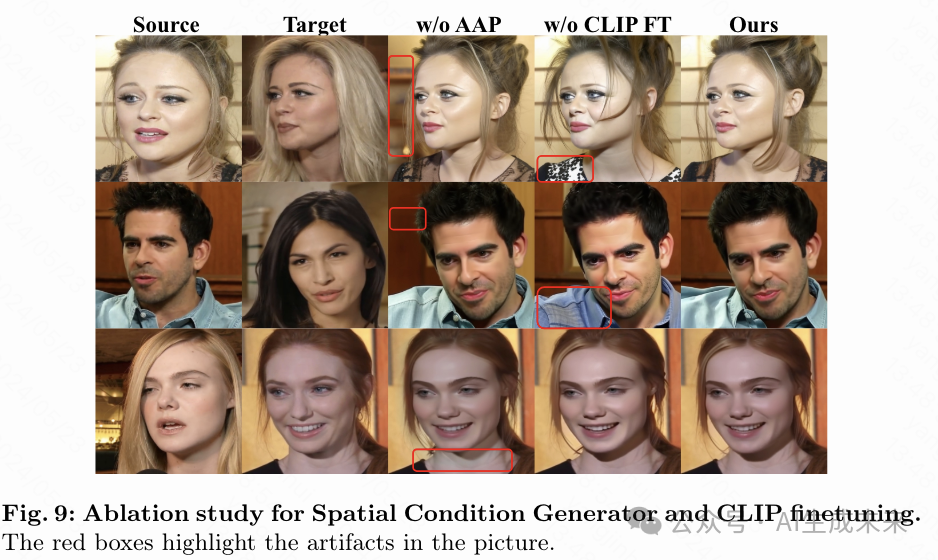 Source Target w/o AAP w/o CLIP FT Ours
Fig. 9: Ablation study for Spatial Condition Generator and CLIP finetuning.
The red boxes highlight the artifacts in the picture.
公众号 · AI生成未来